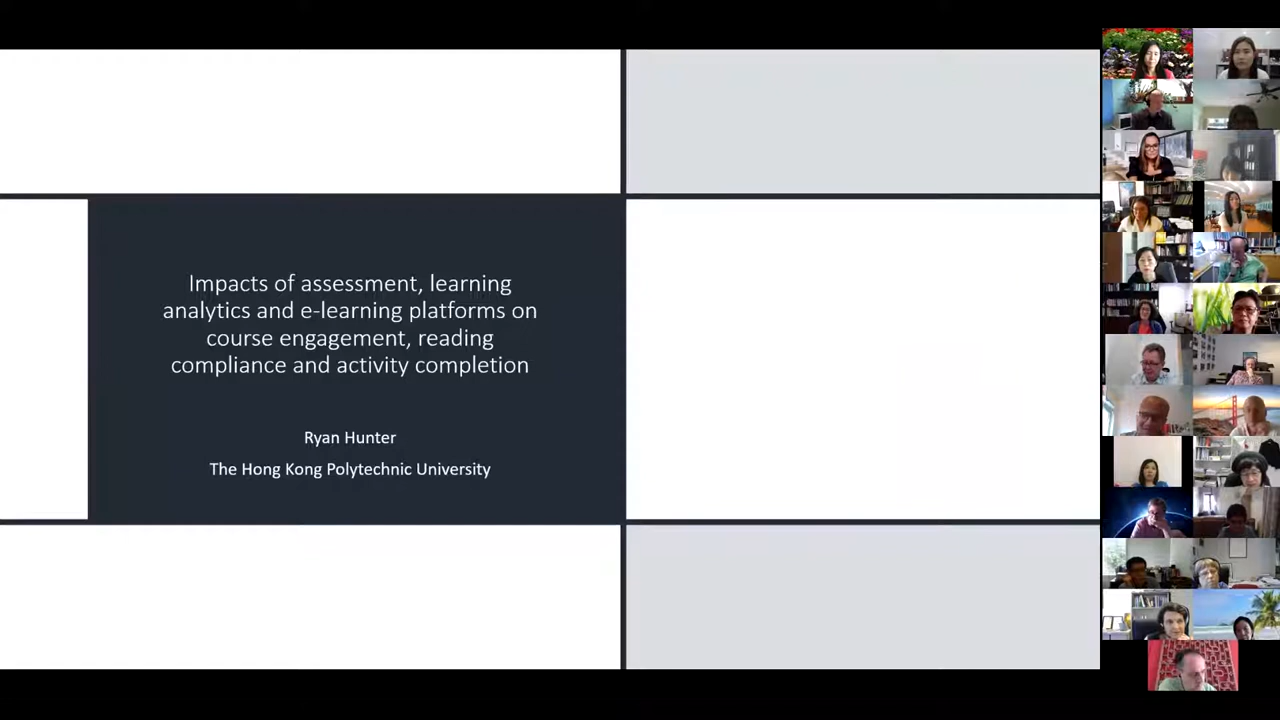 Impacts of assessment, learning
analytics and e-learning platforms on
course engagement, reading
compliance and activity completion
Ryan Hunter
The Hong Kong Polytechnic University